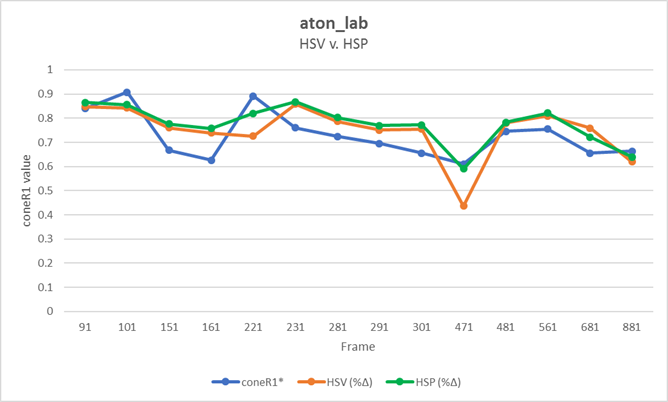 aton_lab
HSV v. HSP
1
0.9
0.8
0.7
0.6
0.5
0.4
0.3
0.2
0.1
0
coneR1 value
91 101 151 161 221 231 281 291 301 471 481 561 681 881
Frame
coneR1* HSV (%Δ) HSP (%Δ)